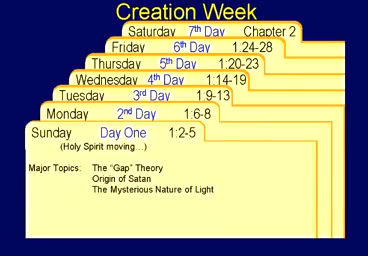 Creation Week
Saturday 7th Day Chapter 2
Friday 6th Day 1:24-28
Thursday 5th Day 1:20-23
Wednesday 4th Day 1:14-19
Tuesday 3rd Day 1.9-13
Monday 2nd Day 1:6-8
Sunday Day One 1:2-5
(Holy Spirit moving…)
Major Topics: The “Gap” Theory
Origin of Satan
The Mysterious Nature of Light